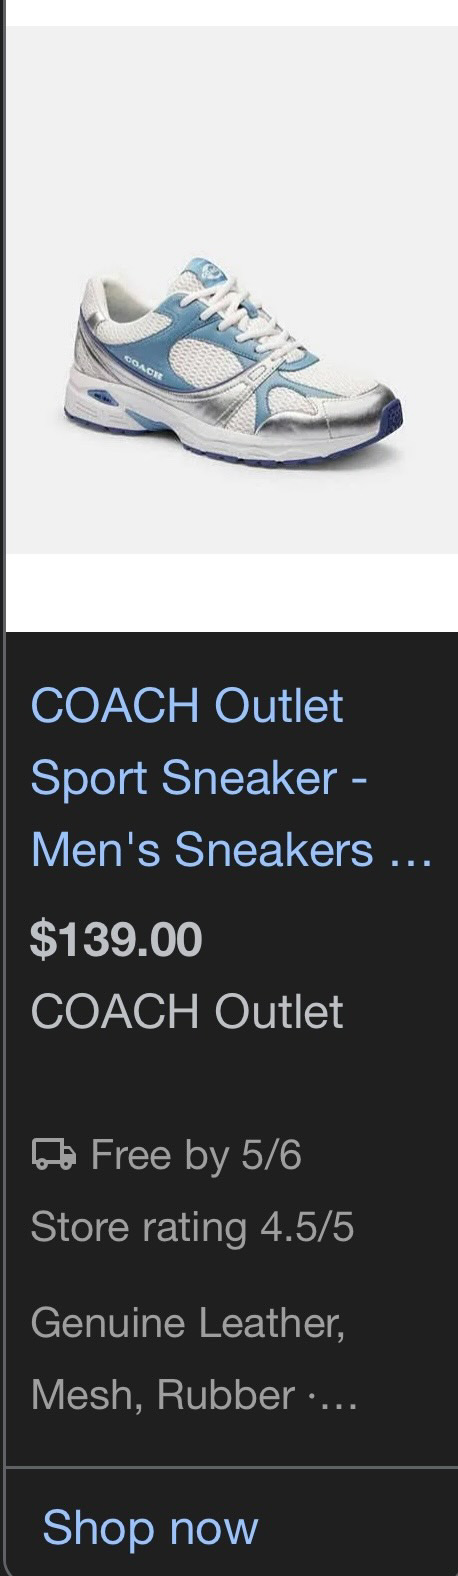 COACH
COACH Outlet
Sport Sneaker -
Men's Sneakers ...
$139.00
COACH Outlet
Free by 5/6
Store rating 4.5/5
Genuine Leather,
Mesh, Rubber ·...
Shop now